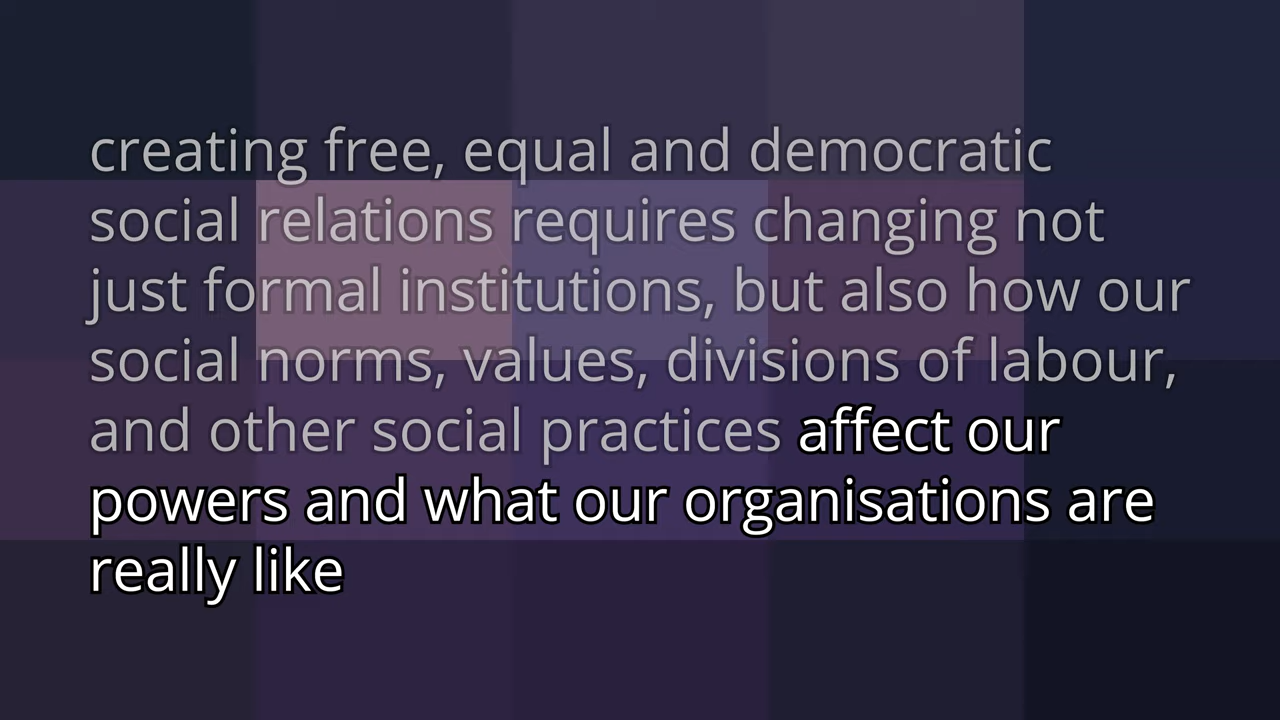 creating free, equal and democratic
social relations requires changing not
just formal institutions, but also how our
social norms, values, divisions of labour,
and other social practices affect our
powers and what our organisations are
really like